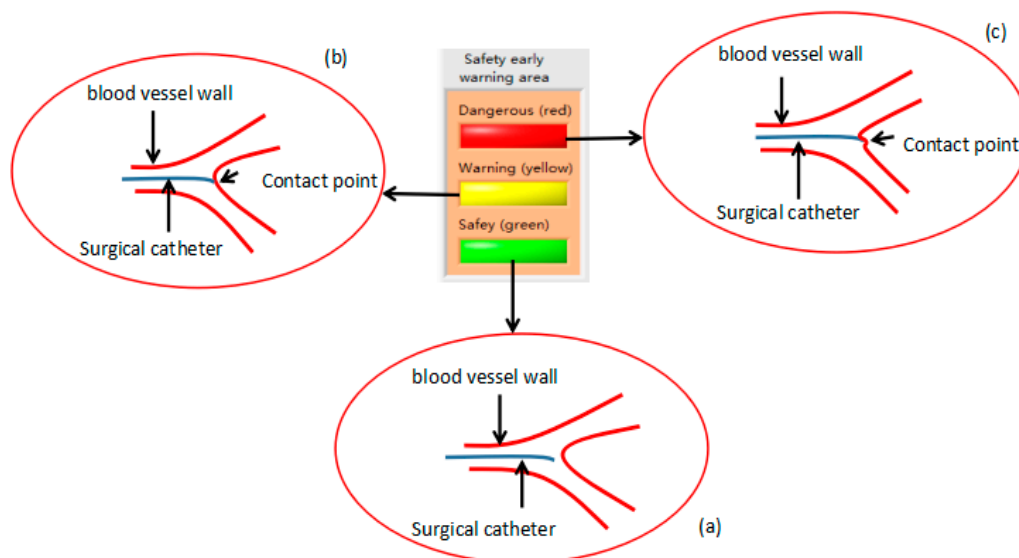 (b)
blood vessel wall
Contact point
Surgical catheter
Safety early
warning area
Dangerous (red)
Warning (yellow)
Safey (green)
(c)
blood vessel wall
Contact point
Surgical catheter
blood vessel wall
Surgical catheter
(a)